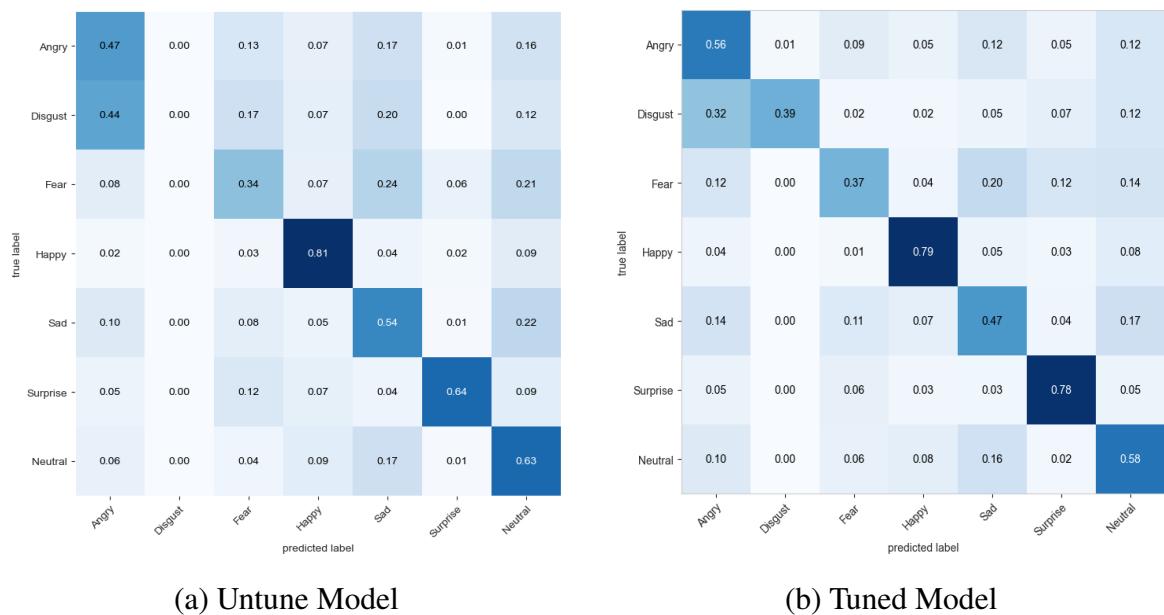 Angry 0.47 0.00 0.13 0.07 0.17 0.01 0.16
Disgust 0.44 0.00 0.17 0.07 0.20 0.00 0.12
Fear 0.08 0.00 0.34 0.07 0.24 0.06 0.21
Happy 0.02 0.00 0.03 0.81 0.04 0.02 0.09
Sad 0.10 0.00 0.08 0.05 0.54 0.01 0.22
Surprise 0.05 0.00 0.12 0.07 0.04 0.64 0.09
Neutral 0.06 0.00 0.04 0.09 0.17 0.01 0.63
true label
Angry Disgust Fear Happy Sad Surprise Neutral
predicted label
(a) Untune Model
Angry 0.56 0.01 0.09 0.05 0.12 0.05 0.12
Disgust 0.32 0.39 0.02 0.02 0.05 0.07 0.12
Fear 0.12 0.00 0.37 0.04 0.20 0.12 0.14
Happy 0.04 0.00 0.01 0.79 0.05 0.03 0.08
Sad 0.14 0.00 0.11 0.07 0.47 0.04 0.17
Surprise 0.05 0.00 0.06 0.03 0.03 0.78 0.05
Neutral 0.10 0.00 0.06 0.08 0.16 0.02 0.58
true label
Angry Disgust Fear Happy Sad Surprise Neutral
predicted label
(b) Tuned Model